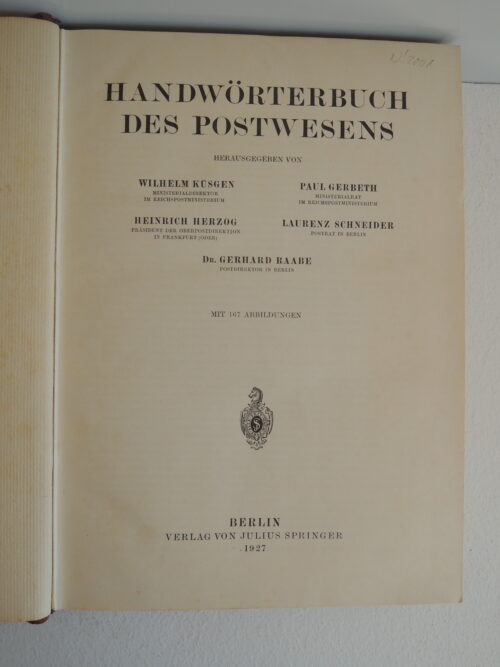 HANDWÖRTERBUCH
DES POSTWESENS
HERAUSGEGEBEN VON
WILHELM KÜSGEN
MINISTERIALDIREKTOR
IM REICHSPOSTMINISTERIUM
PAUL GERBETH
MINISTERIALRAT
IM REICHSPOSTMINISTERIUM
HEINRICH HERZOG
PRÄSIDENT DER OBERPOSTDIREKTION
IN FRANKFURT (ODER)
LAURENZ SCHNEIDER
POSTRAT IN BERLIN
DR. GERHARD RAABE
POSTDIREKTOR IN BERLIN
MIT 167 ABBILDUNGEN
BERLIN
VERLAG VON JULIUS SPRINGER
1927